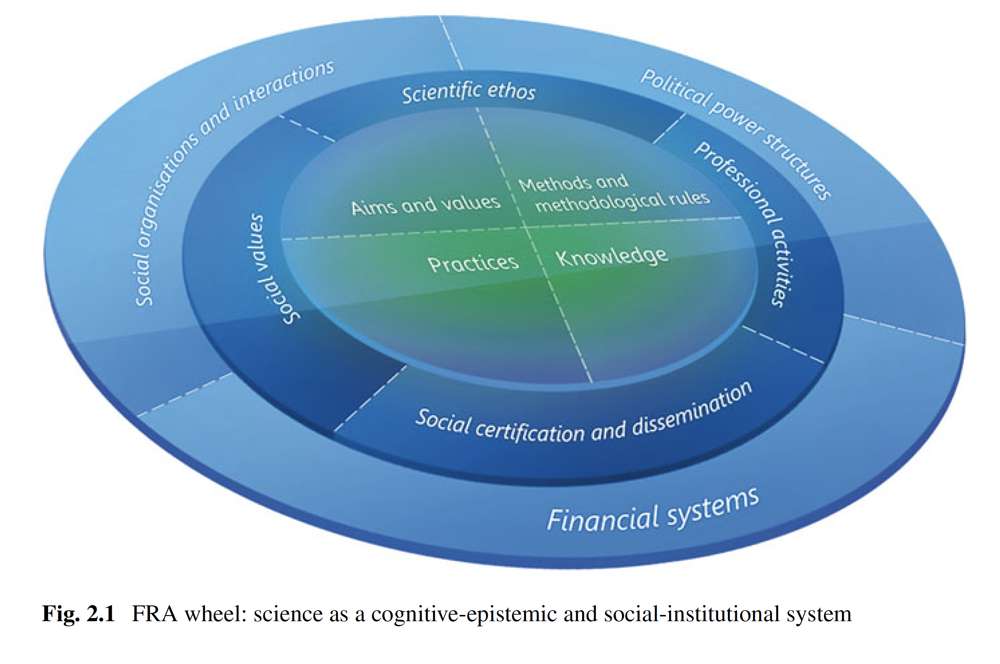 Social organisations and interactions
Political power structures
Scientific ethos
Professional activities
Social values
Aims and values
Methods and
methodological rules
Practices
Knowledge
Social certification and dissemination
Financial systems
Fig. 2.1 FRA wheel: science as a cognitive-epistemic and social-institutional system